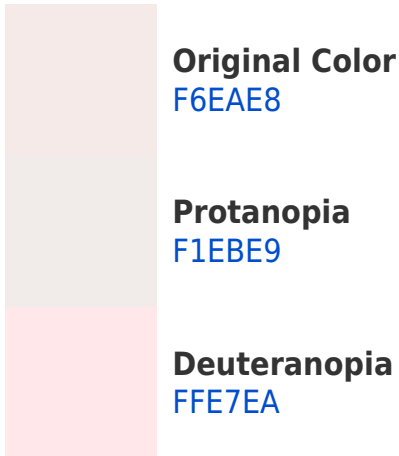 Original Color
F6EAE8
Protanopia
F1EBE9
Deuteranopia
FFE7EA